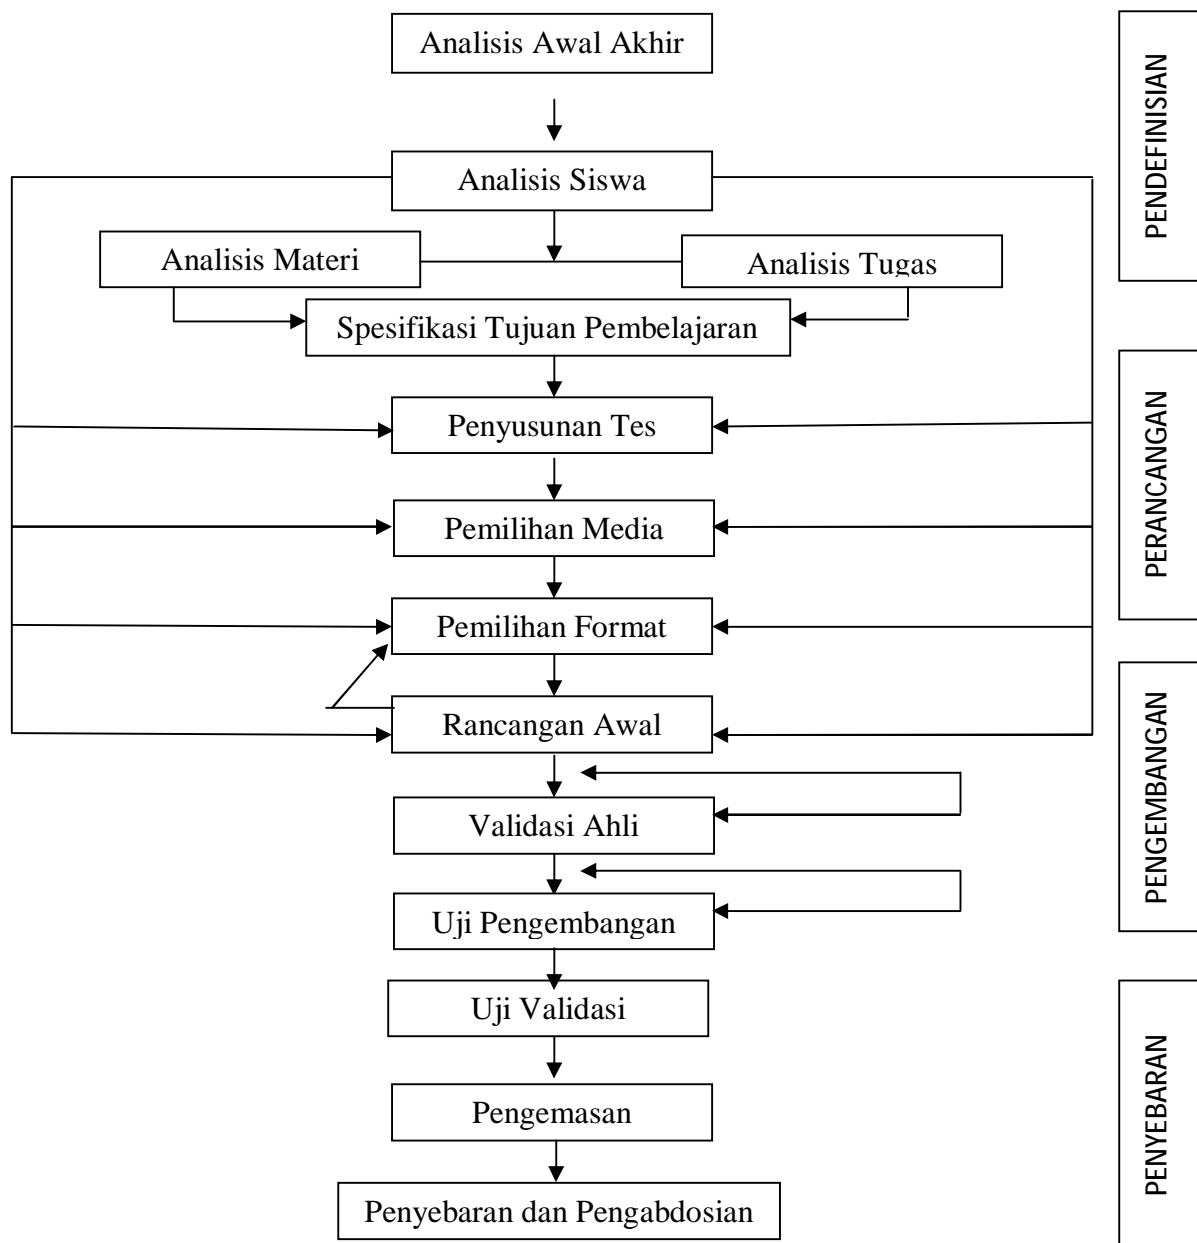 Analisis Awal Akhir
Analisis Siswa
Analisis Materi
Analisis Tugas
Spesifikasi Tujuan Pembelajaran
Penyusunan Tes
Pemilihan Media
Pemilihan Format
Rancangan Awal
Validasi Ahli
Uji Pengembangan
Uji Validasi
Pengemasan
Penyebaran dan Pengabdosian
PENDEFINISIAN
PERANCANGAN
PENGEMBANGAN
PENYEBARAN